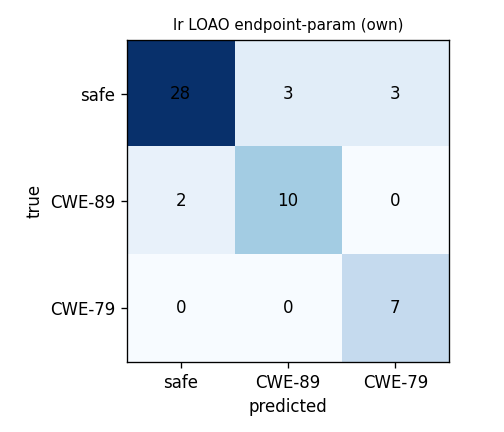 lr LOAO endpoint-param (own)
safe 28 3 3
CWE-89 2 10 0
CWE-79 0 0 7
true
safe CWE-89 CWE-79
predicted